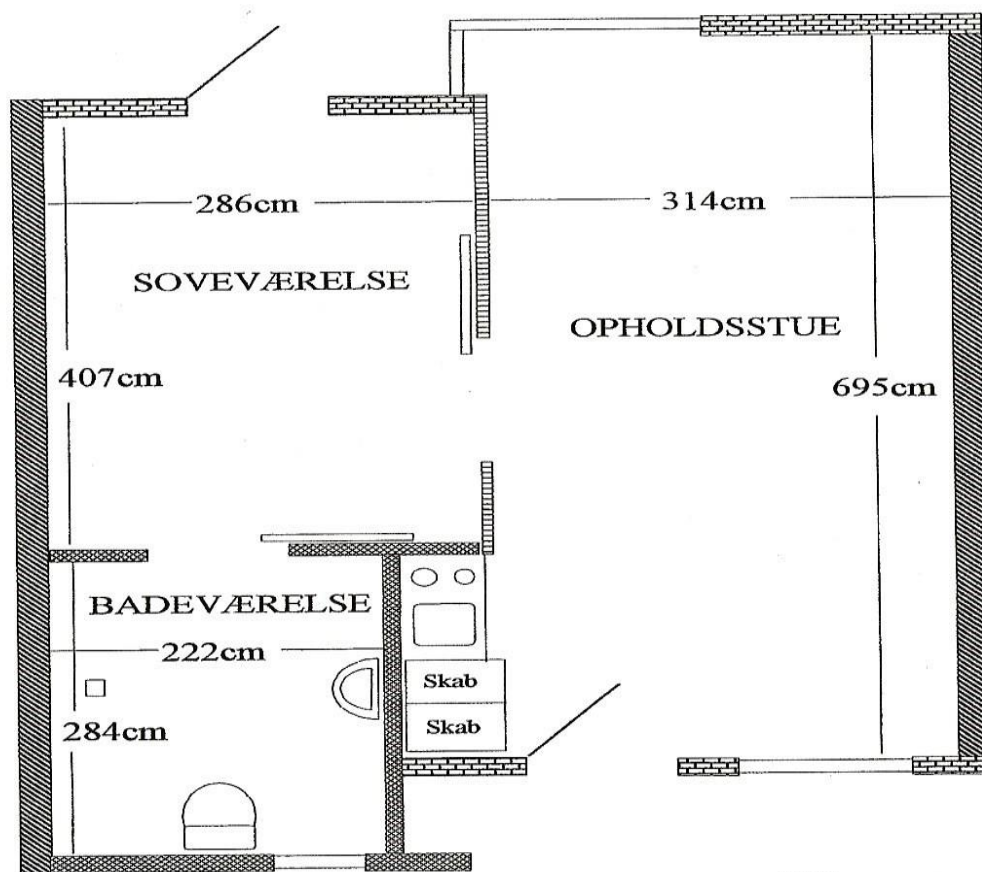 286cm
314cm
SOVEVÆRELSE
OPHOLDSSTUE
407cm
695cm
BADEVÆRELSE
222cm
Skab
Skab
284cm